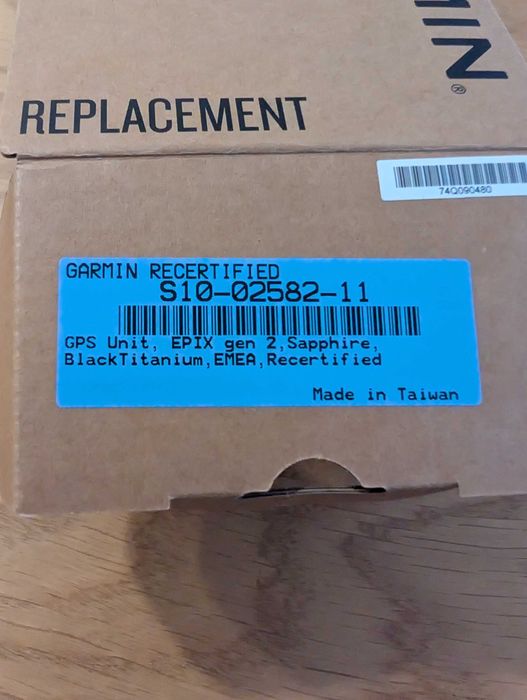 MIN®
REPLACEMENT
74Q090480
GARMIN RECERTIFIED
S10-02582-11
GPS Unit, EPIX gen 2,Sapphire,
BlackTitanium,EMEA,Recertified
Made in Taiwan